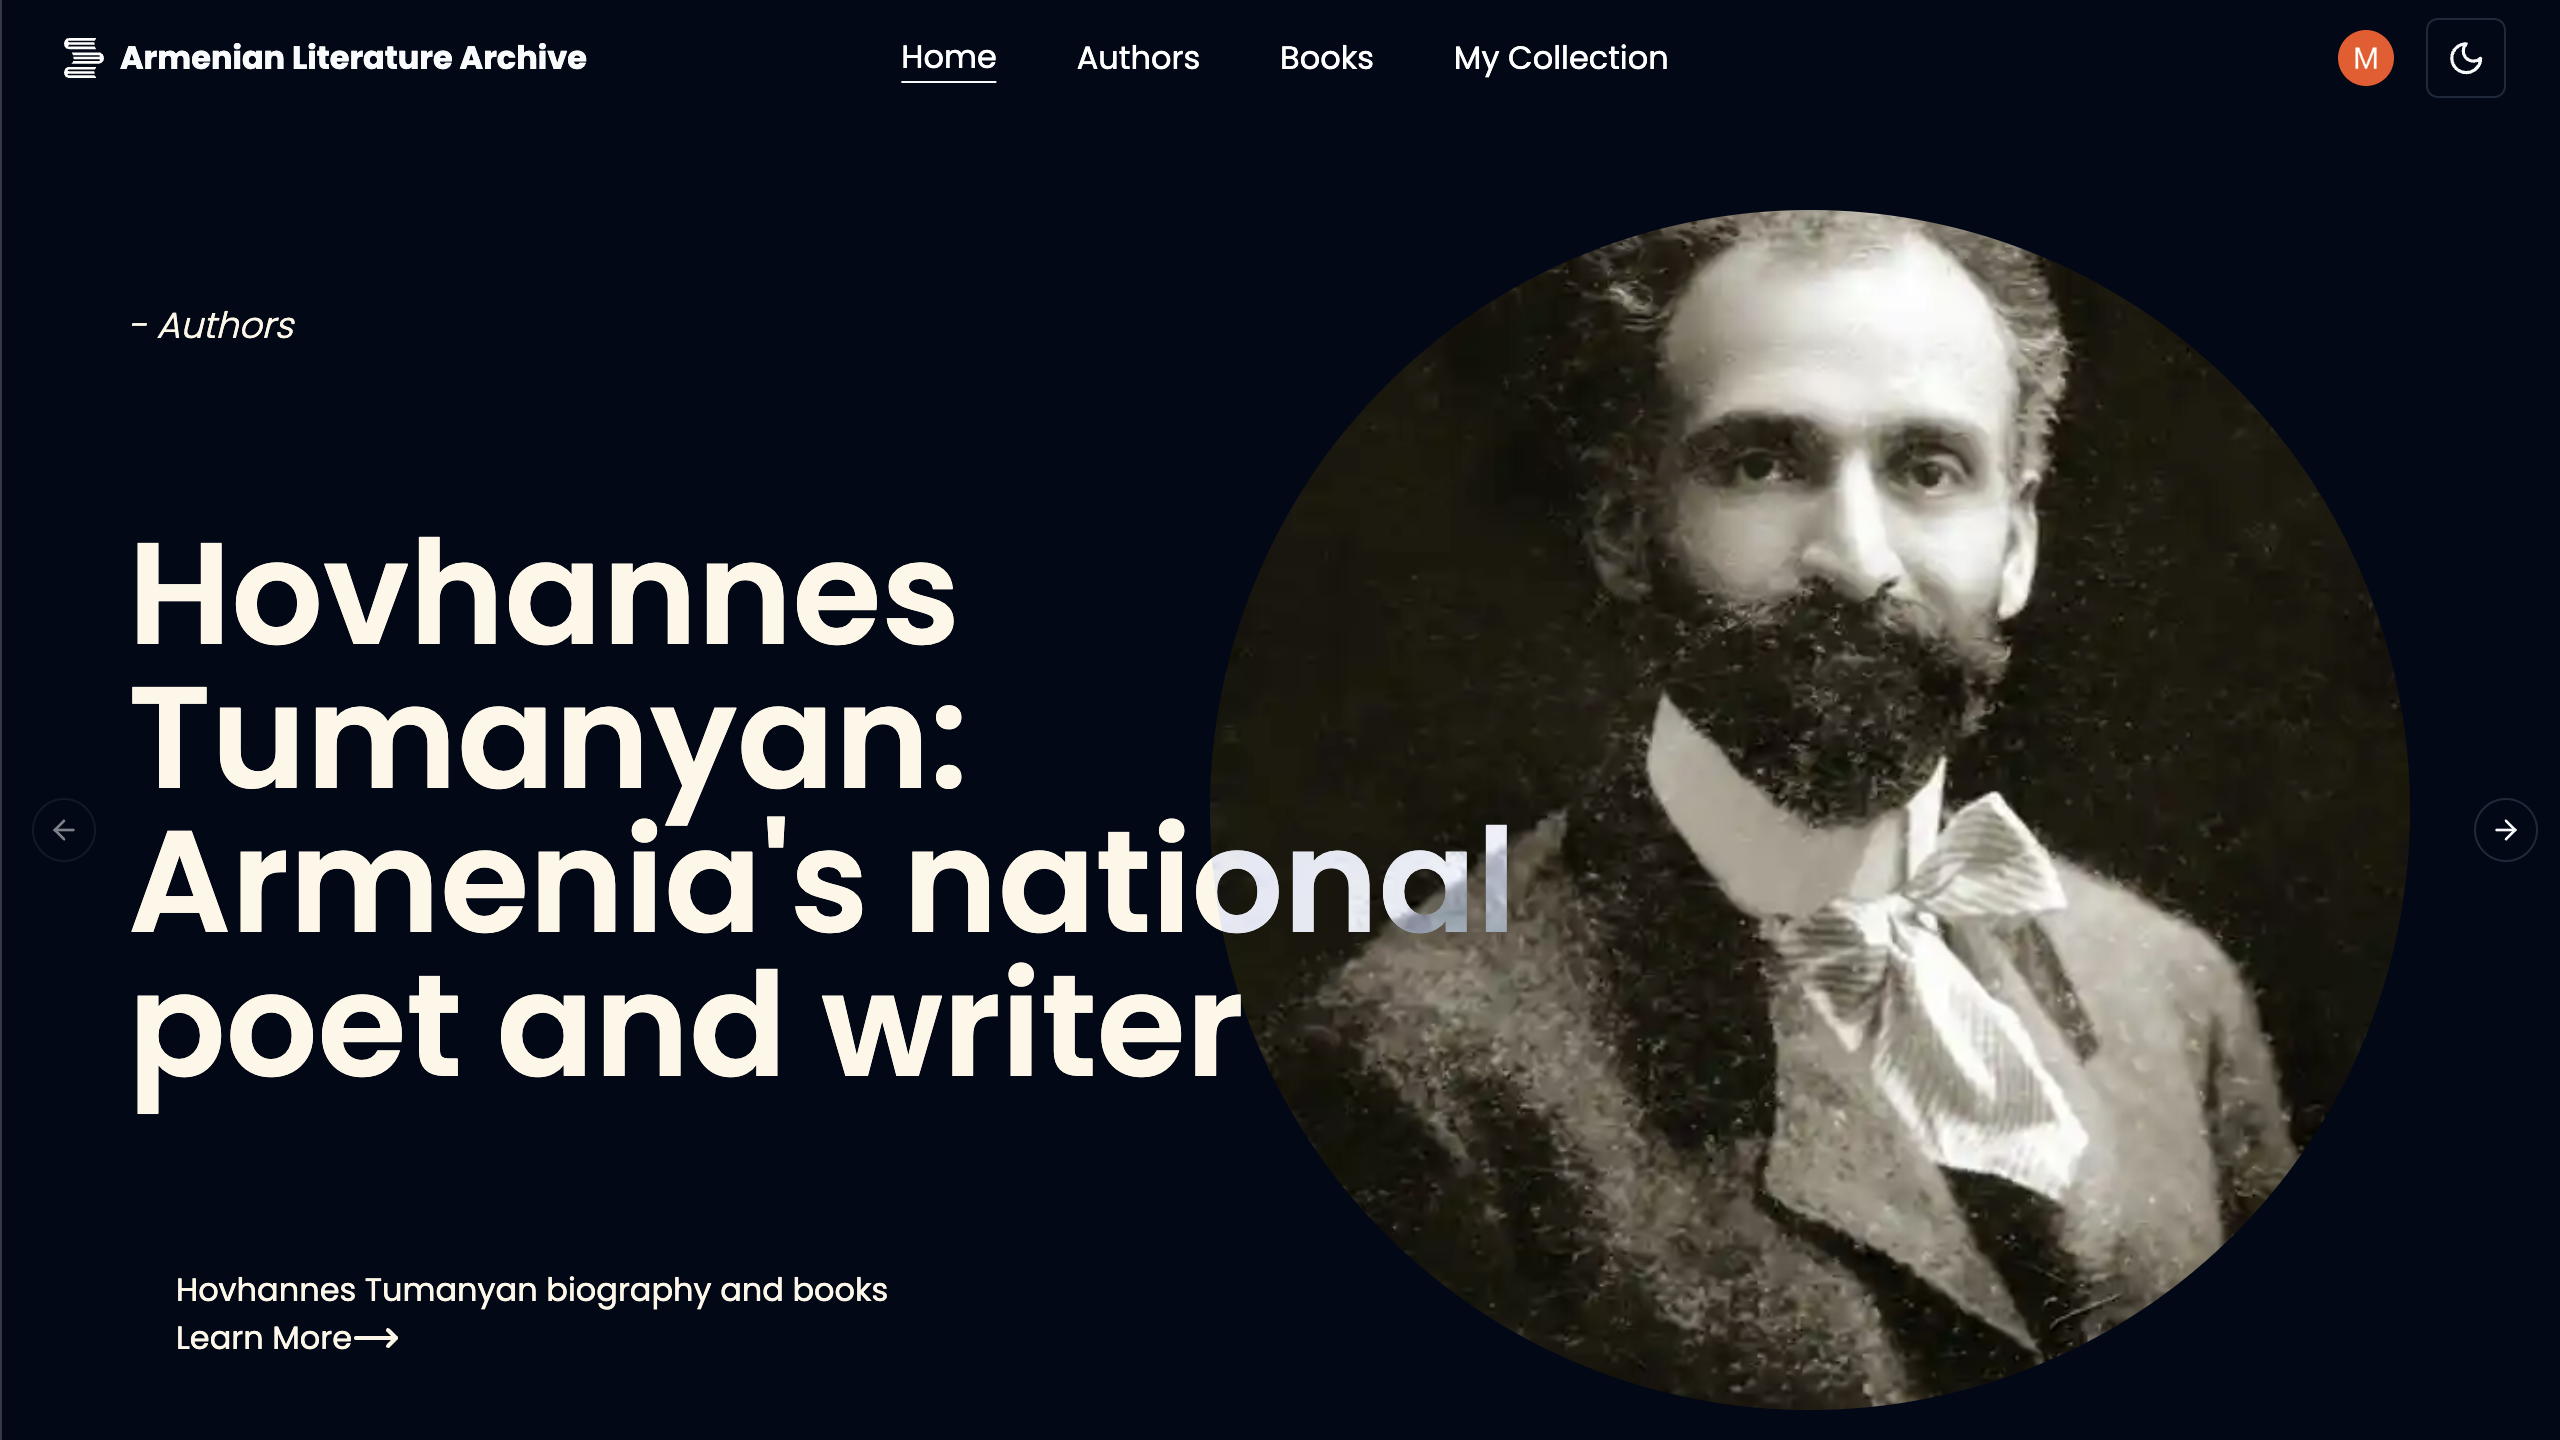 Armenian Literature Archive
Home
Authors
Books
My Collection
M
- Authors
Hovhannes
Tumanyan:
Armenia's national
poet and writer
Hovhannes Tumanyan biography and books
Learn More